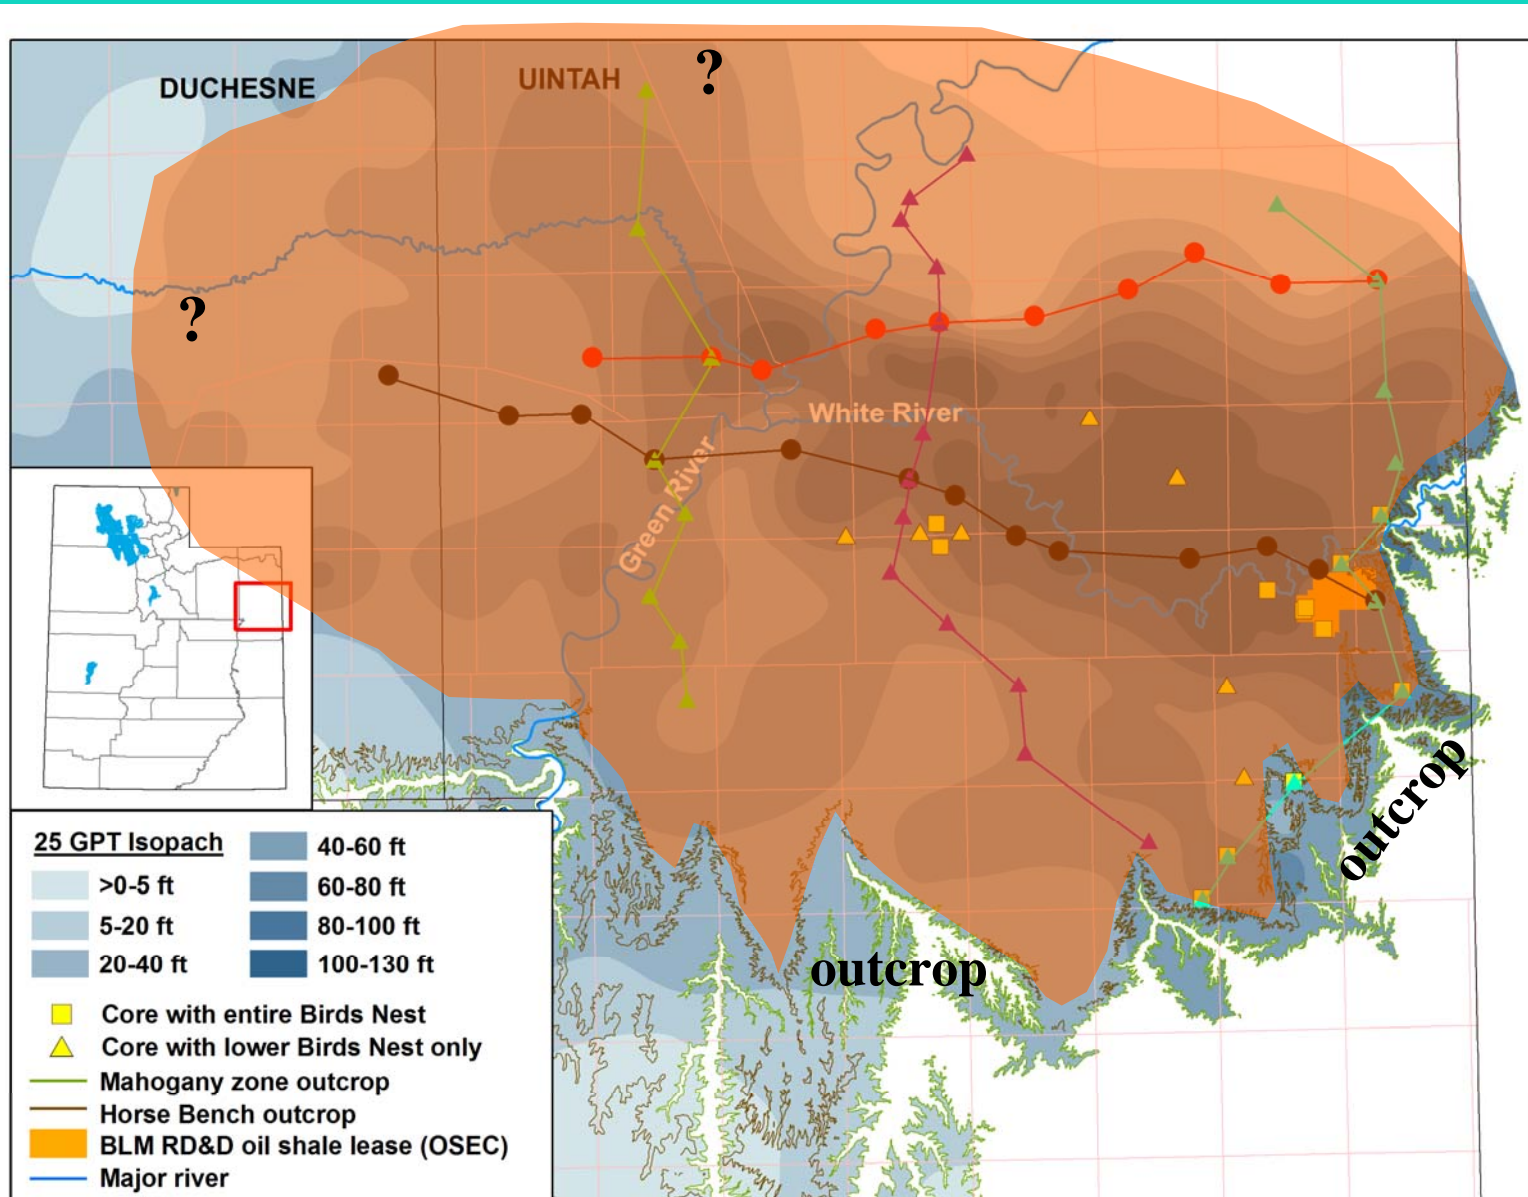 DUCHESNE
UINTAH
?
?
White River
Green River
outcrop
outcrop
25 GPT Isopach
>0-5 ft
5-20 ft
20-40 ft
40-60 ft
60-80 ft
80-100 ft
100-130 ft
Core with entire Birds Nest
Core with lower Birds Nest only
Mahogany zone outcrop
Horse Bench outcrop
BLM RD&D oil shale lease (OSEC)
Major river